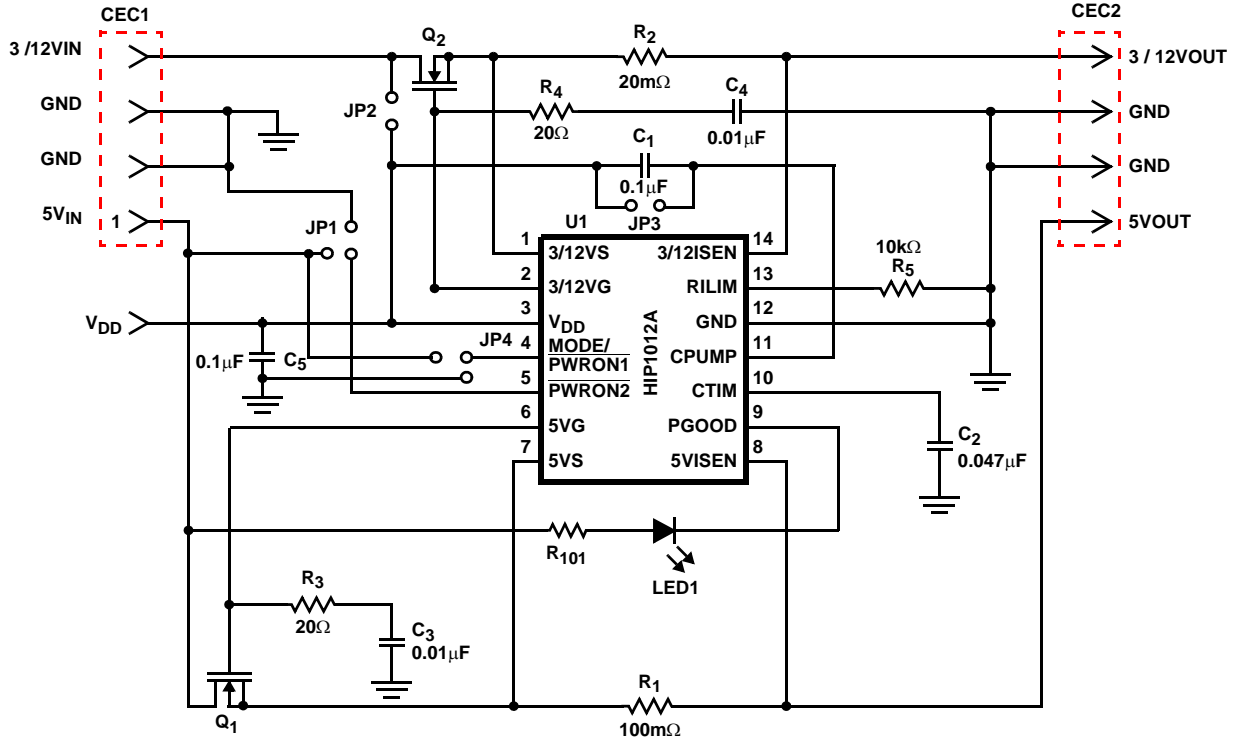 CEC1
CEC2
3 /12VIN
Q2
R2
20mΩ
3 / 12VOUT
GND
JP2
R4
20Ω
C4
0.01µF
GND
GND
C1
0.1µF
JP3
GND
5VIN
1
JP1
U1
5VOUT
1
3/12VS
3/12ISEN
14
10kΩ
R5
2
3/12VG
RILIM
13
VDD
3
VDD
GND
12
0.1µF
C5
JP4
4
MODE/
PWRON1
CPUMP
11
HIP1012A
5
PWRON2
CTIM
10
6
5VG
PGOOD
9
C2
0.047µF
7
5VS
5VISEN
8
R101
LED1
R3
20Ω
C3
0.01µF
Q1
R1
100mΩ